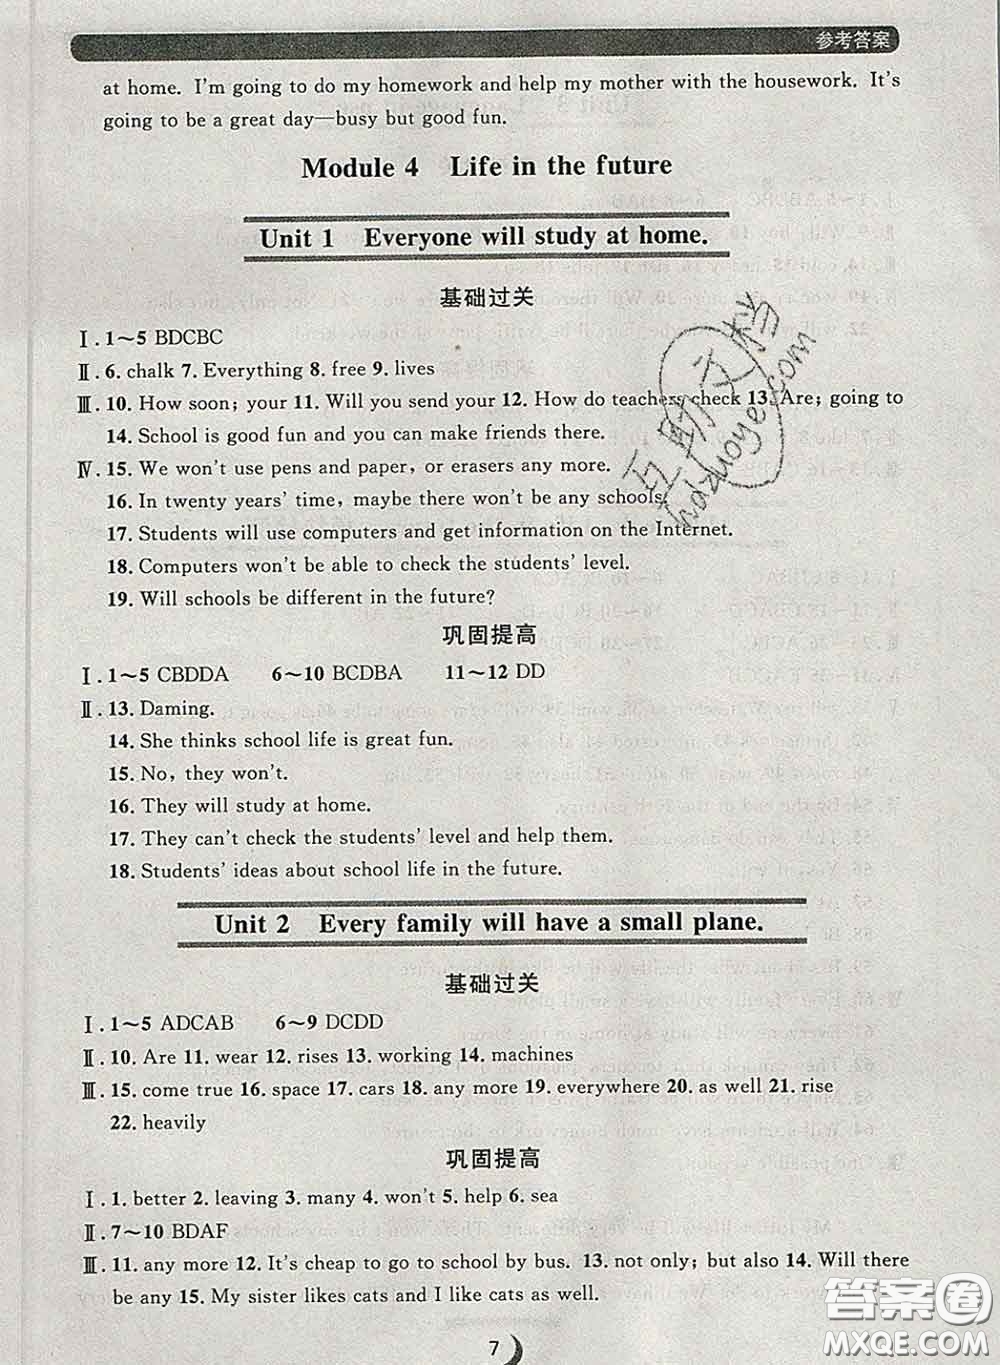 参考答案
at home. I'm going to do my homework and help my mother with the housework. It's
going to be a great day—busy but good fun.
Module 4 Life in the future
Unit 1 Everyone will study at home.
基础过关
Ⅰ. 1～5 BDCBC
Ⅱ. 6. chalk 7. Everything 8. free 9. lives
Ⅲ. 10. How soon; your 11. Will you send your 12. How do teachers check 13. Are; going to
14. School is good fun and you can make friends there.
Ⅳ. 15. We won't use pens and paper, or erasers any more.
16. In twenty years' time, maybe there won't be any schools.
17. Students will use computers and get information on the Internet.
18. Computers won't be able to check the students' level.
19. Will schools be different in the future?
巩固提高
Ⅰ. 1～5 CBDDA 6～10 BCDBA 11～12 DD
Ⅱ. 13. Daming.
14. She thinks school life is great fun.
15. No, they won't.
16. They will study at home.
17. They can't check the students' level and help them.
18. Students' ideas about school life in the future.
Unit 2 Every family will have a small plane.
基础过关
Ⅰ. 1～5 ADCAB 6～9 DCDD
Ⅱ. 10. Are 11. wear 12. rises 13. working 14. machines
Ⅲ. 15. come true 16. space 17. cars 18. any more 19. everywhere 20. as well 21. rise
22. heavily
巩固提高
Ⅰ. 1. better 2. leaving 3. many 4. won't 5. help 6. sea
Ⅱ. 7～10 BDAF
Ⅲ. 11. any more 12. It's cheap to go to school by bus. 13. not only; but also 14. Will there
be any 15. My sister likes cats and I like cats as well.
7
互助文档
hdzuoye.com
答案圈
MXQE.COM